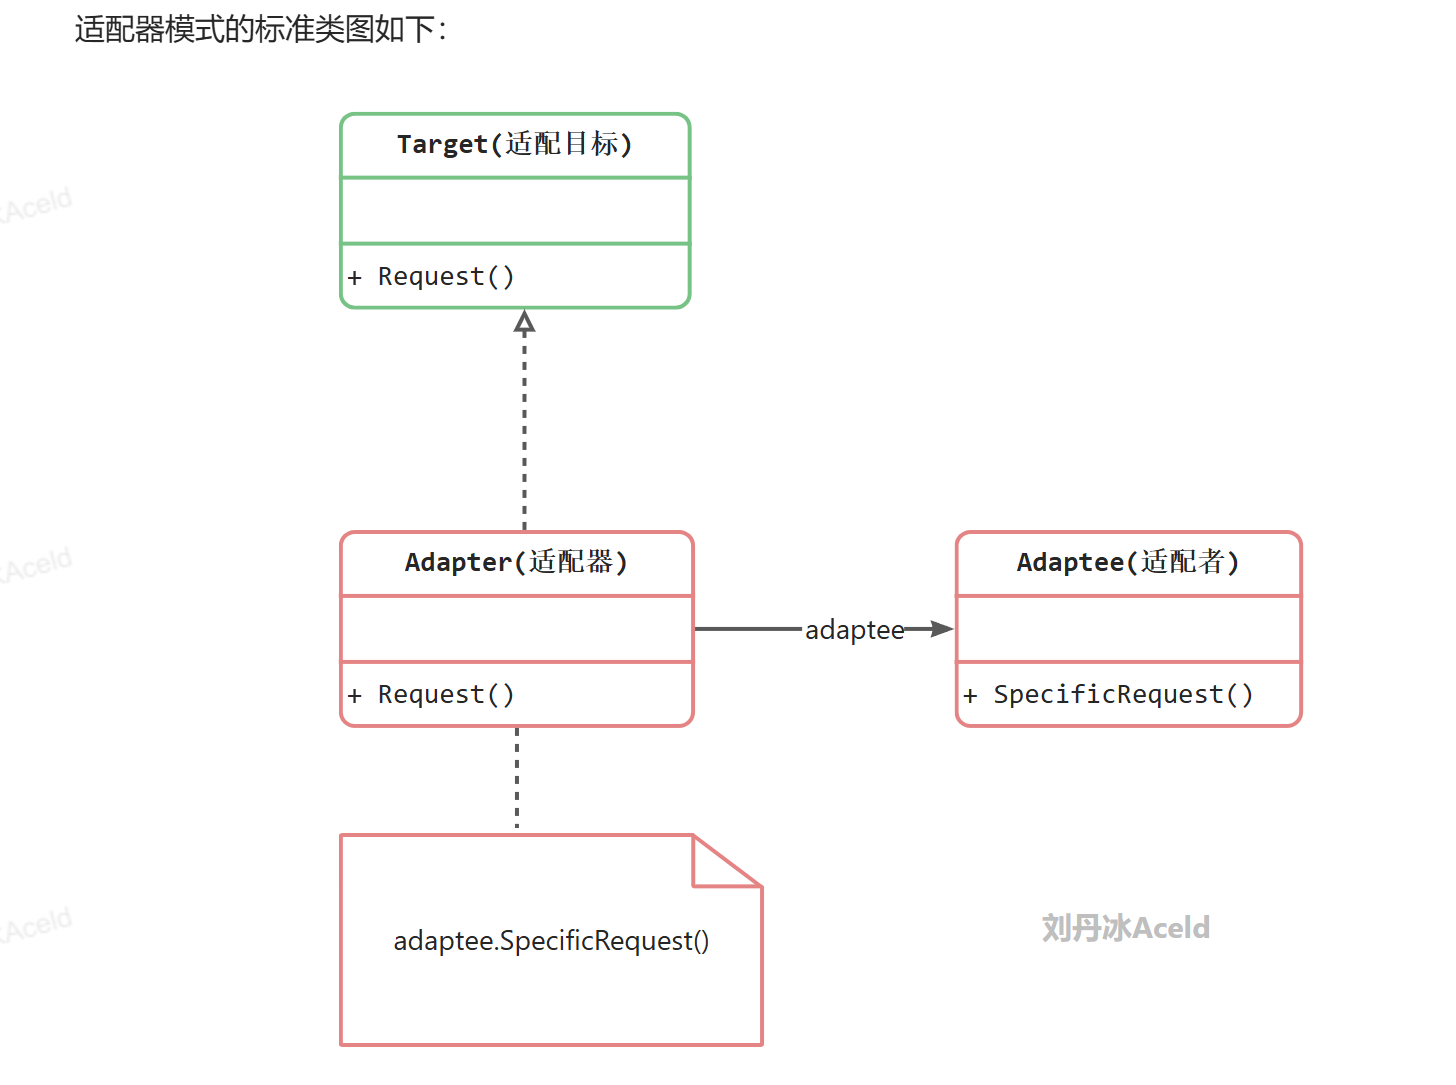 适配器模式的标准类图如下：
Target(适配目标)
+ Request()
Adapter(适配器)
+ Request()
adaptee
Adaptee(适配者)
+ SpecificRequest()
adaptee.SpecificRequest()
刘丹冰Aceld
Aceld
Aceld
Aceld